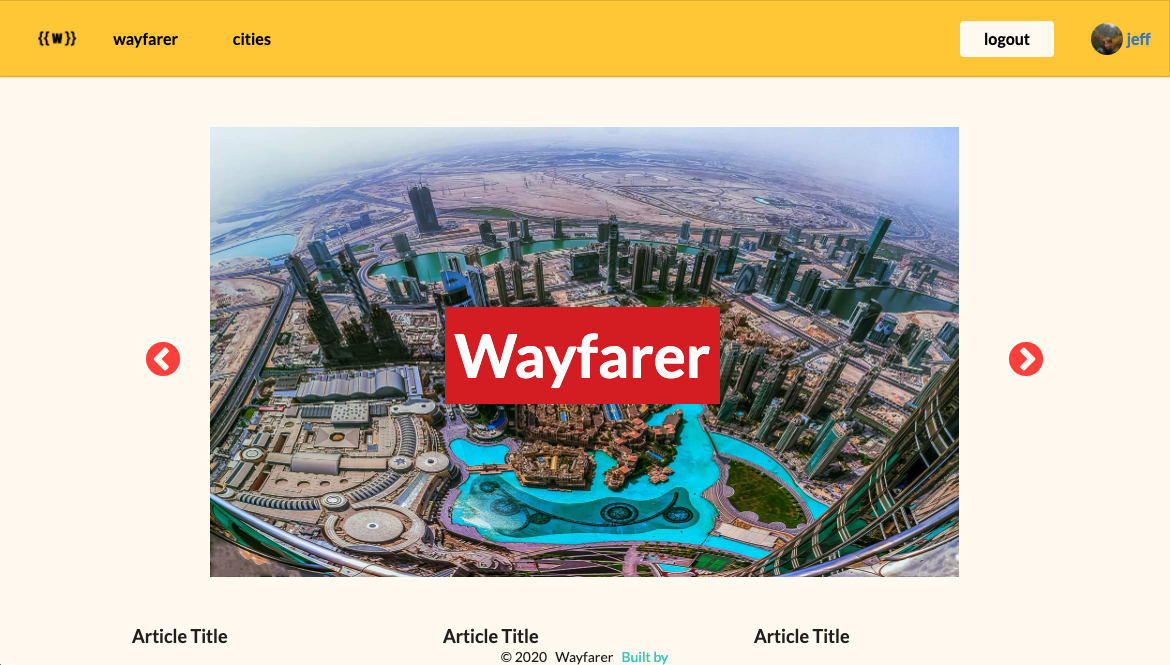 {{W}} wayfarer cities logout jeff
Wayfarer
Article Title Article Title Article Title
© 2020 Wayfarer Built by